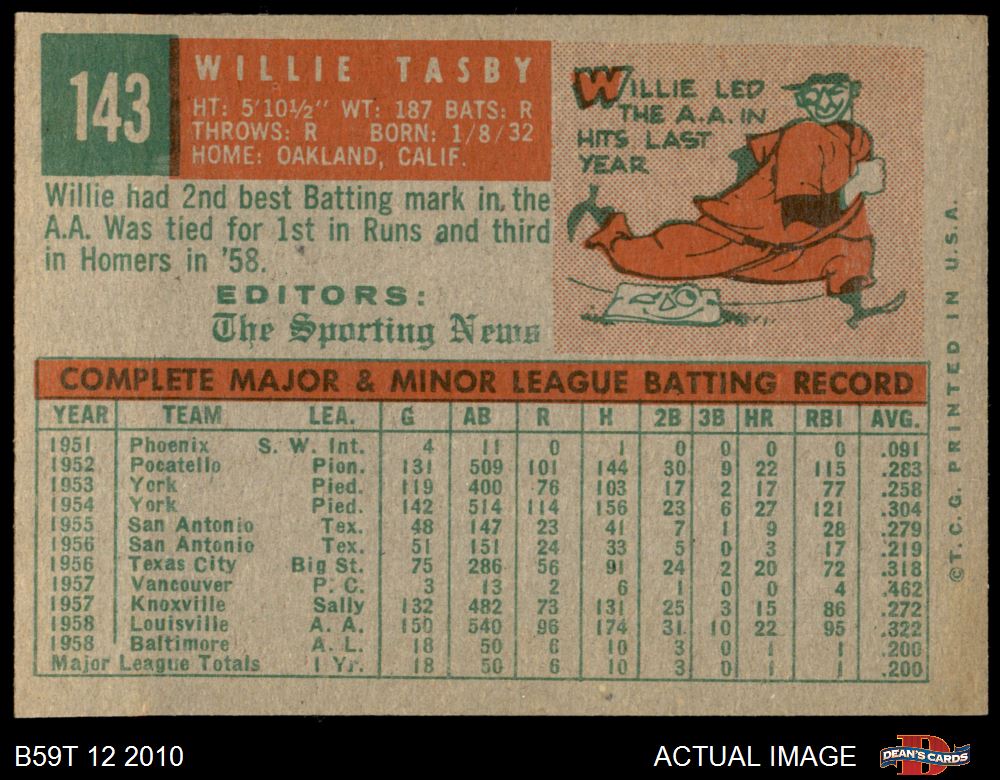 143
WILLIE TASBY
HT: 5'10½" WT: 187 BATS: R
THROWS: R BORN: 1/8/32
HOME: OAKLAND, CALIF.
Willie had 2nd best Batting mark in the
A.A. Was tied for 1st in Runs and third
in Homers in '58.
EDITORS:
The Sporting News
WILLIE LED
THE A.A. IN
HITS LAST
YEAR
COMPLETE MAJOR & MINOR LEAGUE BATTING RECORD
YEAR TEAM LEA. G AB R H 2B 3B HR RBI AVG.
1951 Phoenix S. W. Int. 4 11 0 1 0 0 0 0 .091
1952 Pocatello Pion. 131 509 101 144 30 9 22 115 .283
1953 York Pied. 119 400 76 103 17 2 17 77 .258
1954 York Pied. 142 514 114 156 23 6 27 121 .304
1955 San Antonio Tex. 48 147 23 41 7 1 9 28 .279
1956 San Antonio Tex. 51 151 24 33 5 0 3 17 .219
1956 Texas City Big St. 75 286 56 91 24 2 20 72 .318
1957 Vancouver P. C. 3 13 2 6 1 0 0 4 .462
1957 Knoxville Sally 132 482 73 131 25 3 15 86 .272
1958 Louisville A. A. 150 540 96 174 31 10 22 95 .322
1958 Baltimore A. L. 18 50 6 10 3 0 1 1 .200
Major League Totals 1 Yr. 18 50 6 10 3 0 1 1 .200
©T.C.G. PRINTED IN U.S.A.
B59T 12 2010
ACTUAL IMAGE
DEAN'S CARDS